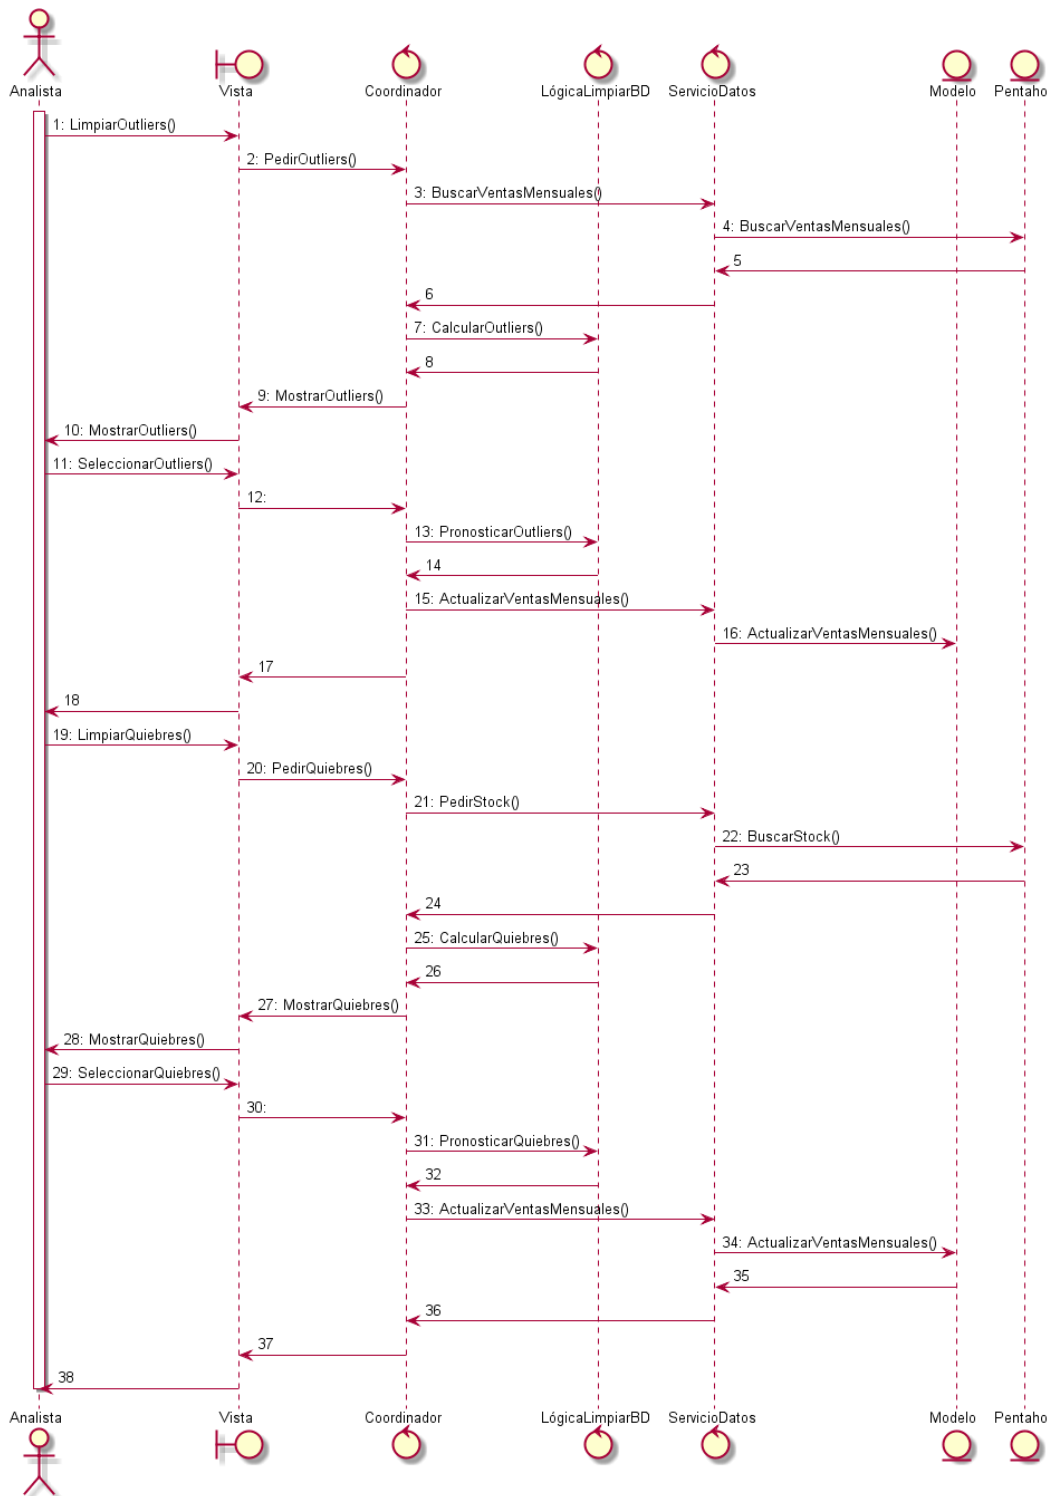 Analista
Vista
Coordinador
LógicaLimpiarBD
ServicioDatos
Modelo
Pentaho
1: LimpiarOutliers()
2: PedirOutliers()
3: BuscarVentasMensuales()
4: BuscarVentasMensuales()
5
6
7: CalcularOutliers()
8
9: MostrarOutliers()
10: MostrarOutliers()
11: SeleccionarOutliers()
12:
13: PronosticarOutliers()
14
15: ActualizarVentasMensuales()
16: ActualizarVentasMensuales()
17
18
19: LimpiarQuiebres()
20: PedirQuiebres()
21: PedirStock()
22: BuscarStock()
23
24
25: CalcularQuiebres()
26
27: MostrarQuiebres()
28: MostrarQuiebres()
29: SeleccionarQuiebres()
30:
31: PronosticarQuiebres()
32
33: ActualizarVentasMensuales()
34: ActualizarVentasMensuales()
35
36
37
38
Analista
Vista
Coordinador
LógicaLimpiarBD
ServicioDatos
Modelo
Pentaho